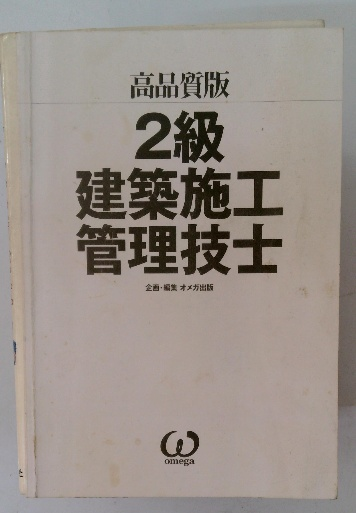 高品質版
2級
建築施工
管理技士
企画・編集 オメガ出版
omega